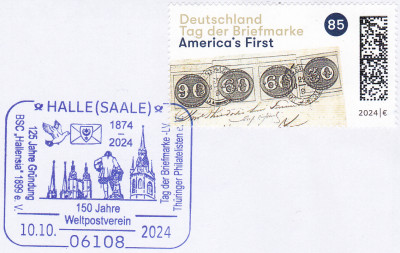 Deutschland
Tag der Briefmarke
America's First
85
90
60
60
30
2024 | €
HALLE (SAALE)
1874
- 2024
BSC „Halensia" 1899 e. V.
125 Jahre Gründung
Tag der Briefmarke - LV
Thüringer Philatelisten e.
150 Jahre
Weltpostverein
10.10. 2024
06108